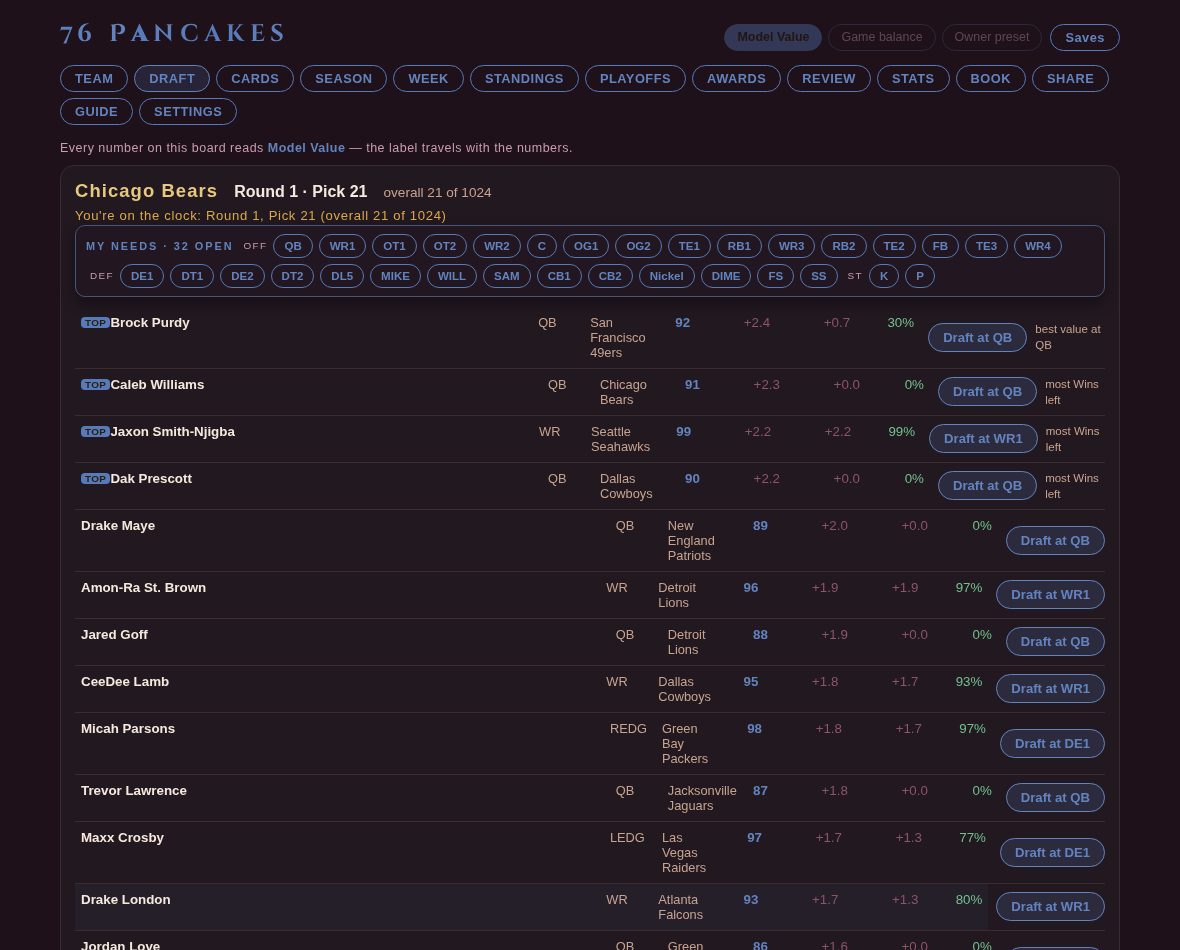 76 Pancakes
Model Value Game balance Owner preset Saves
TEAM DRAFT CARDS SEASON WEEK STANDINGS PLAYOFFS AWARDS REVIEW STATS BOOK SHARE
GUIDE SETTINGS
Every number on this board reads Model Value — the label travels with the numbers.
Chicago Bears Round 1 · Pick 21 overall 21 of 1024
You're on the clock: Round 1, Pick 21 (overall 21 of 1024)
MY NEEDS · 32 OPEN OFF QB WR1 OT1 OT2 WR2 C OG1 OG2 TE1 RB1 WR3 RB2 TE2 FB TE3 WR4
DEF DE1 DT1 DE2 DT2 DL5 MIKE WILL SAM CB1 CB2 Nickel DIME FS SS ST K P
TOP Brock Purdy QB San Francisco 49ers 92 +2.4 +0.7 30% Draft at QB best value at QB
TOP Caleb Williams QB Chicago Bears 91 +2.3 +0.0 0% Draft at QB most Wins left
TOP Jaxon Smith-Njigba WR Seattle Seahawks 99 +2.2 +2.2 99% Draft at WR1 most Wins left
TOP Dak Prescott QB Dallas Cowboys 90 +2.2 +0.0 0% Draft at QB most Wins left
Drake Maye QB New England Patriots 89 +2.0 +0.0 0% Draft at QB
Amon-Ra St. Brown WR Detroit Lions 96 +1.9 +1.9 97% Draft at WR1
Jared Goff QB Detroit Lions 88 +1.9 +0.0 0% Draft at QB
CeeDee Lamb WR Dallas Cowboys 95 +1.8 +1.7 93% Draft at WR1
Micah Parsons REDG Green Bay Packers 98 +1.8 +1.7 97% Draft at DE1
Trevor Lawrence QB Jacksonville Jaguars 87 +1.8 +0.0 0% Draft at QB
Maxx Crosby LEDG Las Vegas Raiders 97 +1.7 +1.3 77% Draft at DE1
Drake London WR Atlanta Falcons 93 +1.7 +1.3 80% Draft at WR1
Jordan Love QB Green 86 +1.6 +0.0 0%